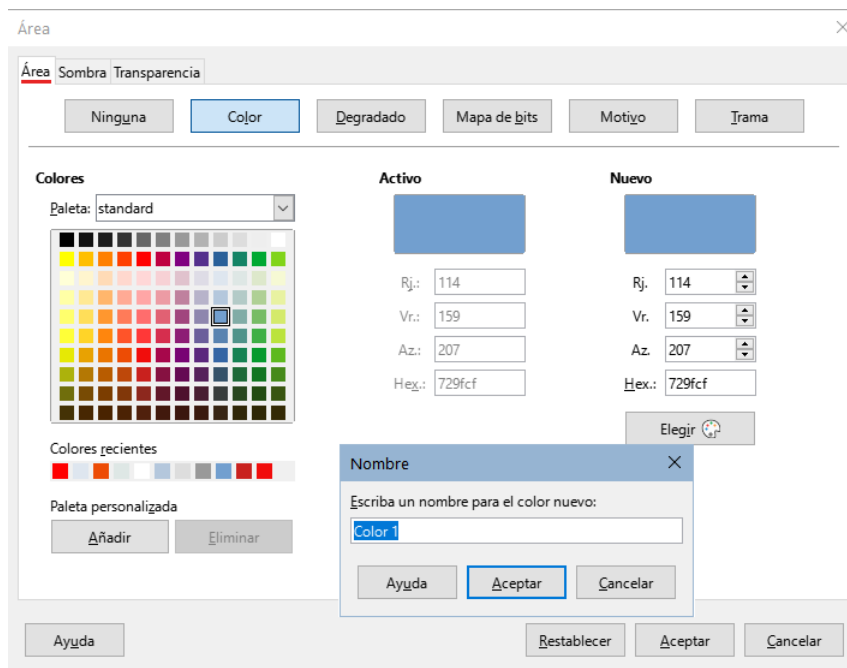 Área
Área Sombra Transparencia
Ninguna Color Degradado Mapa de bits Motivo Trama
Colores Activo Nuevo
Paleta: standard
Rj.: 114 Rj. 114
Vr.: 159 Vr. 159
Az.: 207 Az. 207
Hex.: 729fcf Hex.: 729fcf
Elegir
Colores recientes
Nombre
Escriba un nombre para el color nuevo:
Paleta personalizada
Color 1
Añadir Eliminar
Ayuda Aceptar Cancelar
Ayuda Restablecer Aceptar Cancelar